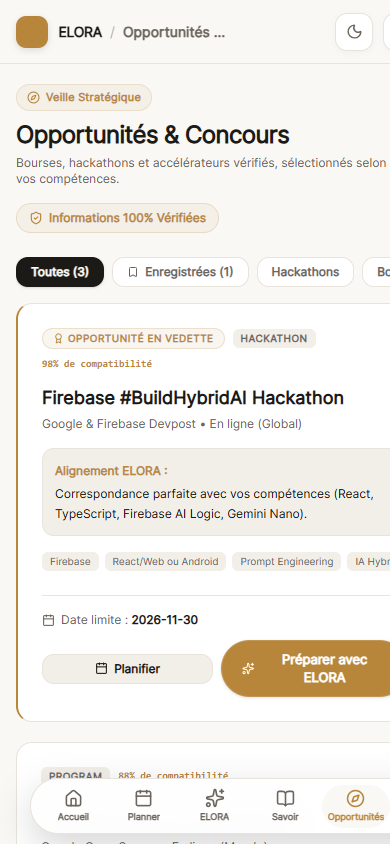 ELORA / Opportunités ...
Veille Stratégique
Opportunités & Concours
Bourses, hackathons et accélérateurs vérifiés, sélectionnés selon
vos compétences.
Informations 100% Vérifiées
Toutes (3) Enregistrées (1) Hackathons Bo
OPPORTUNITÉ EN VEDETTE HACKATHON
98% de compatibilité
Firebase #BuildHybridAI Hackathon
Google & Firebase Devpost • En ligne (Global)
Alignement ELORA :
Correspondance parfaite avec vos compétences (React,
TypeScript, Firebase AI Logic, Gemini Nano).
Firebase React/Web ou Android Prompt Engineering IA Hybr
Date limite : 2026-11-30
Planifier
Préparer avec
ELORA
PROGRAM 88% de compatibilité
Accueil Planner ELORA Savoir Opportunités